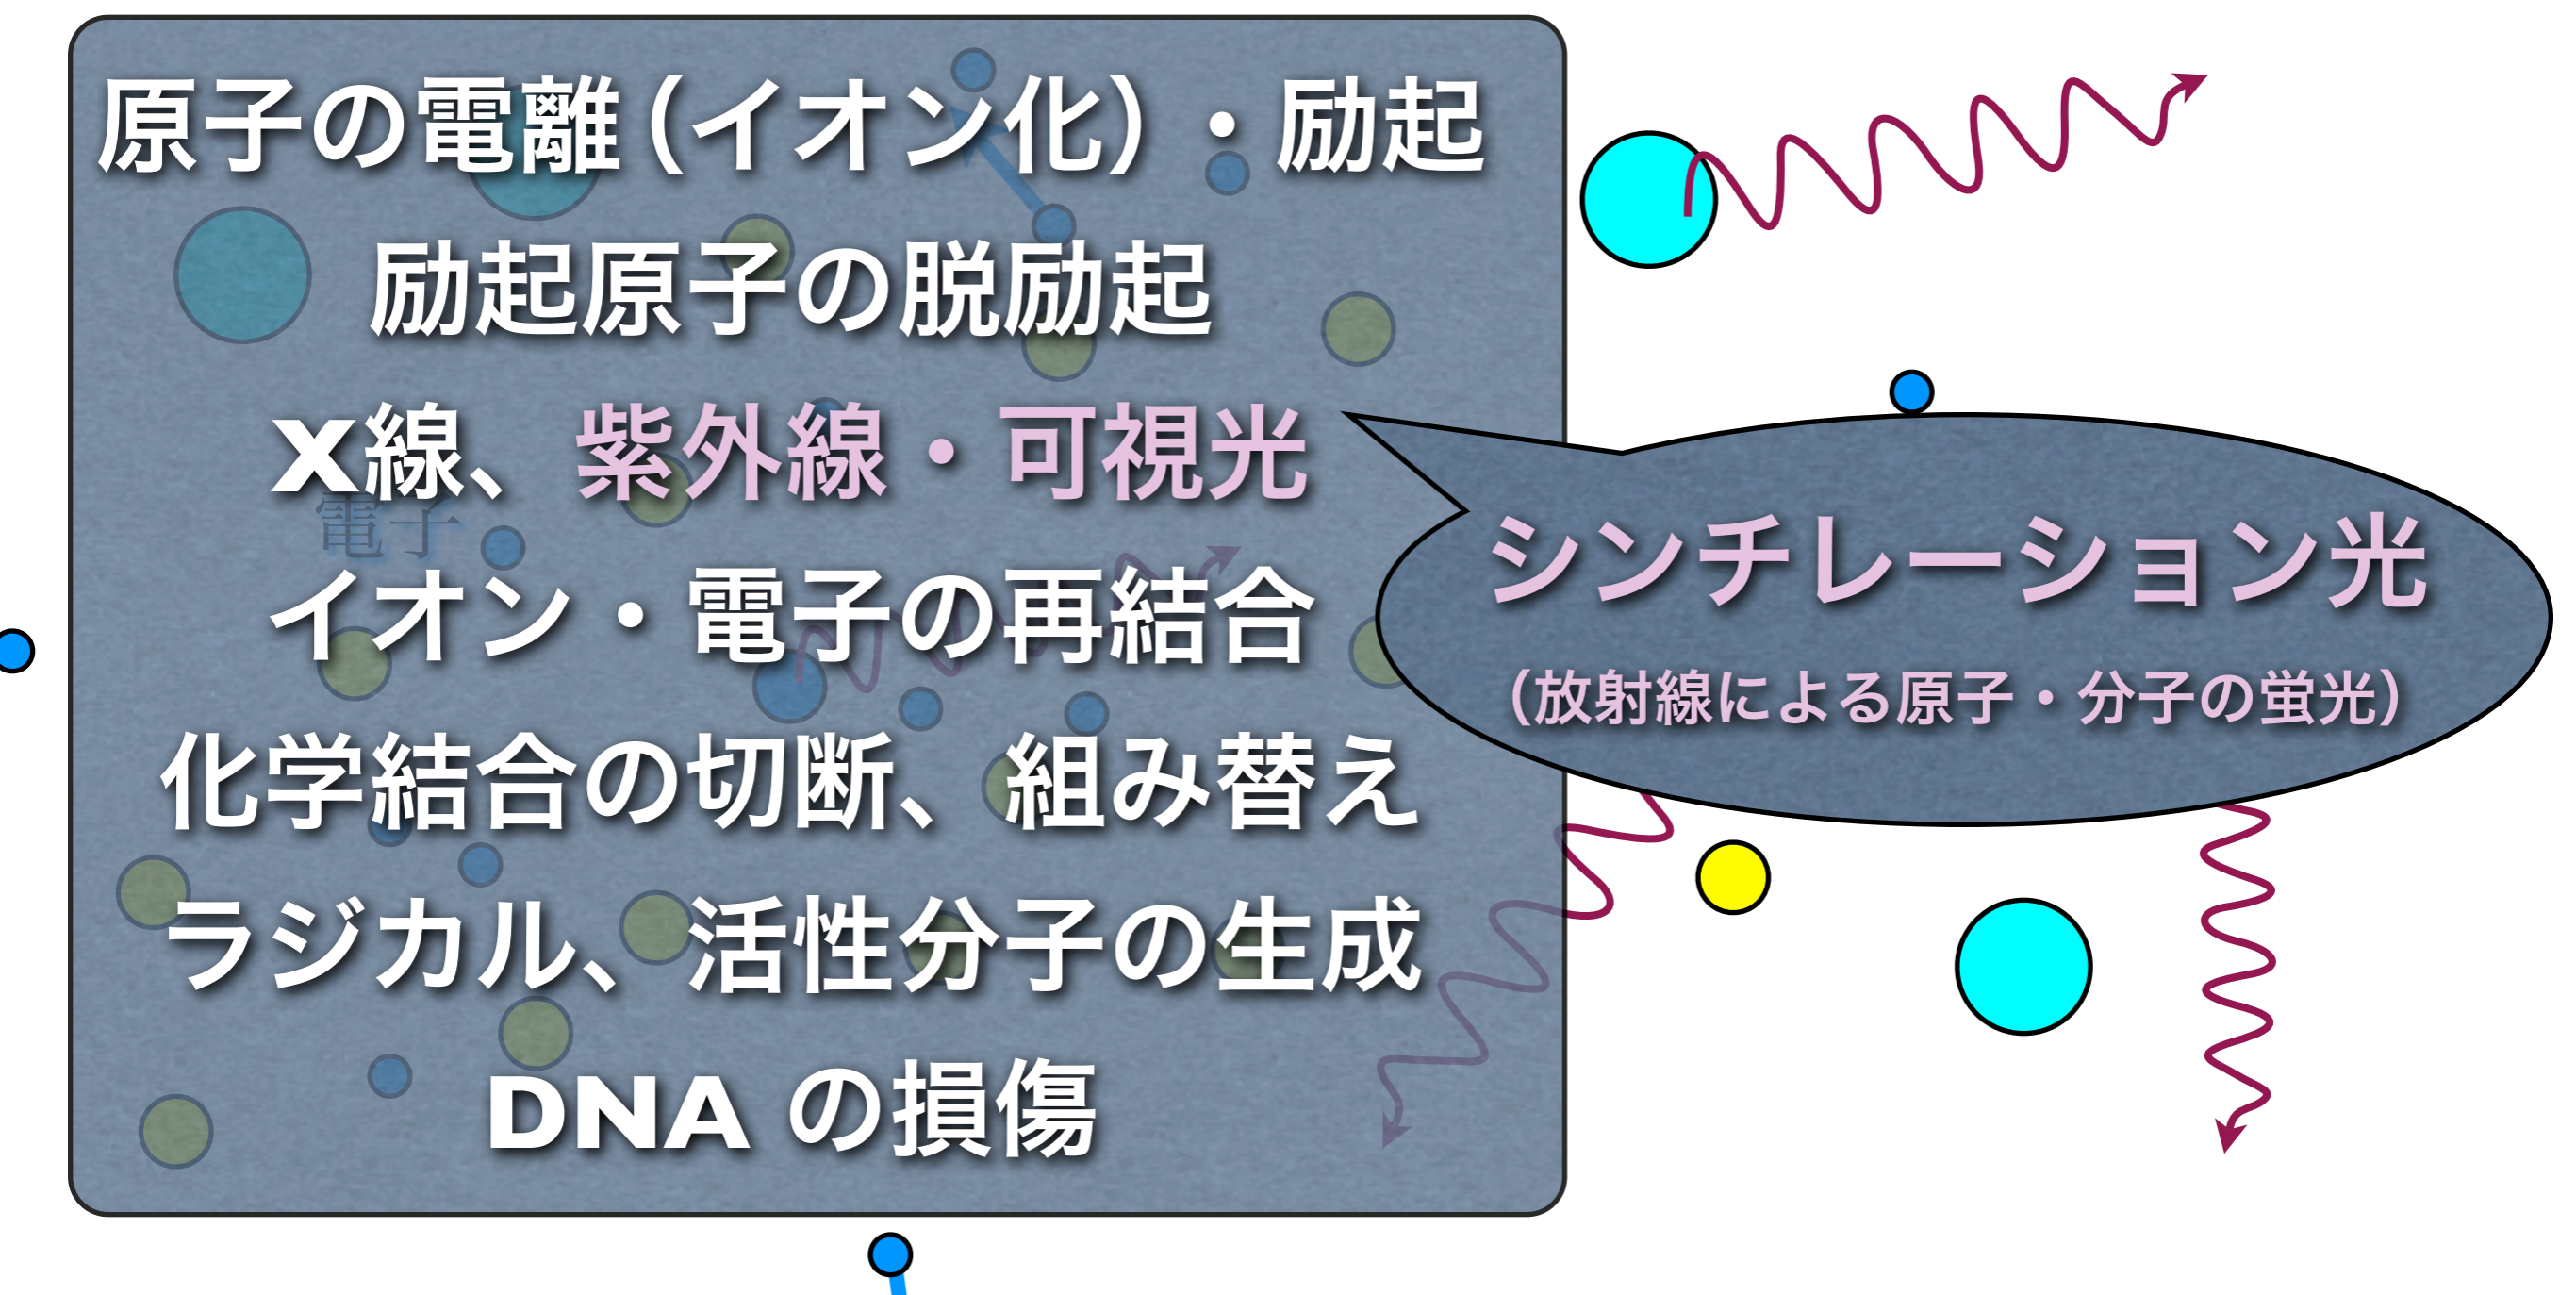 原子の電離（イオン化）・励起
励起原子の脱励起
X線、紫外線・可視光
電子
イオン・電子の再結合
化学結合の切断、組み替え
ラジカル、活性分子の生成
DNA の損傷
シンチレーション光
（放射線による原子・分子の蛍光）